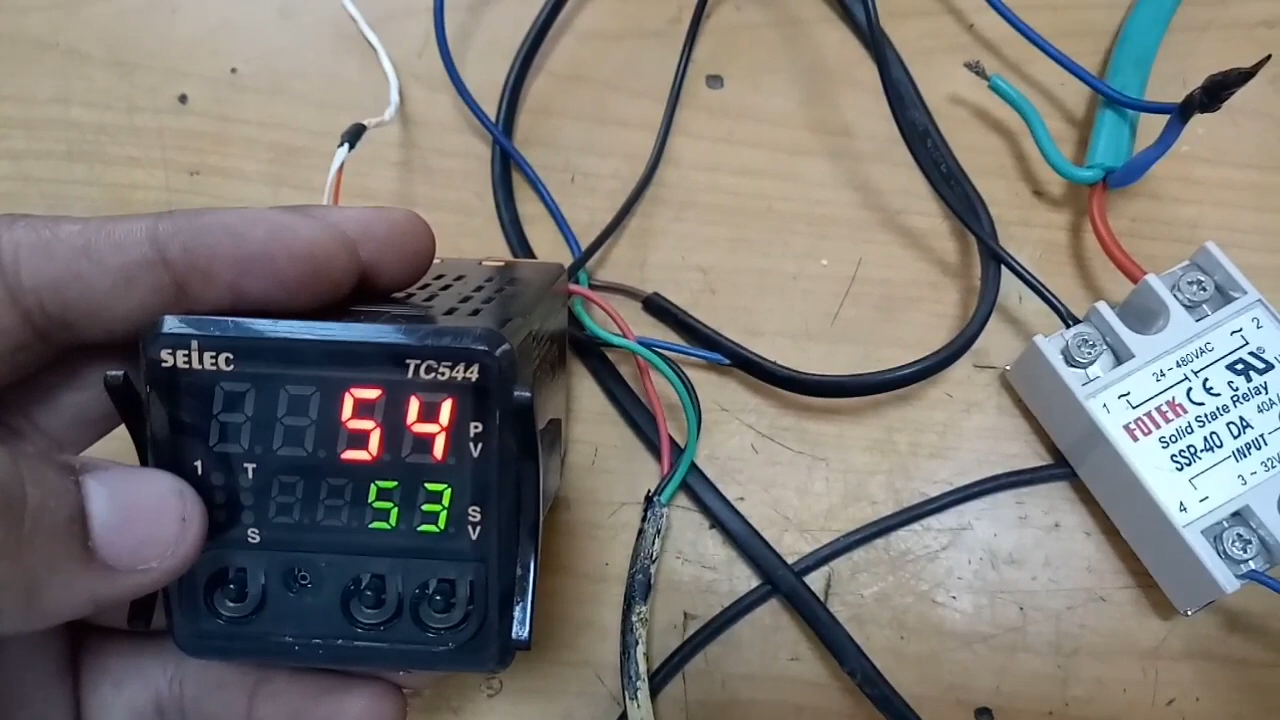 SELEC
TC544
54
PV
1 T
53
SV
S
24-480VAC
1 2
FOTEK CE
Solid State Relay
SSR-40 DA 40A/
INPUT
4 - 3~32V